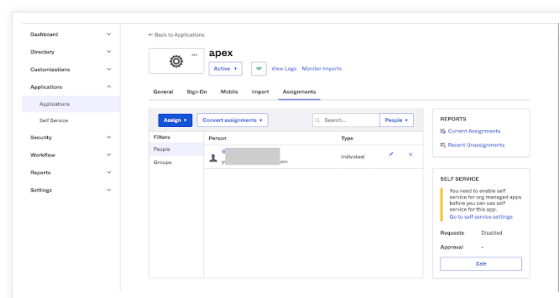 Dashboard
Directory
Customizations
Applications
Applications
Self Service
Security
Workflow
Reports
Settings
← Back to Applications
apex
Active ▾
View Logs
Monitor Imports
General
Sign On
Mobile
Import
Assignments
Assign ▾
Convert assignments ▾
Search...
People ▾
Filters
People
Groups
Person
Type
Individual
REPORTS
Current Assignments
Recent Unassignments
SELF SERVICE
You need to enable self
service for org managed apps
before you can use self
service for this app.
Go to self service settings
Requests Disabled
Approval -
Edit